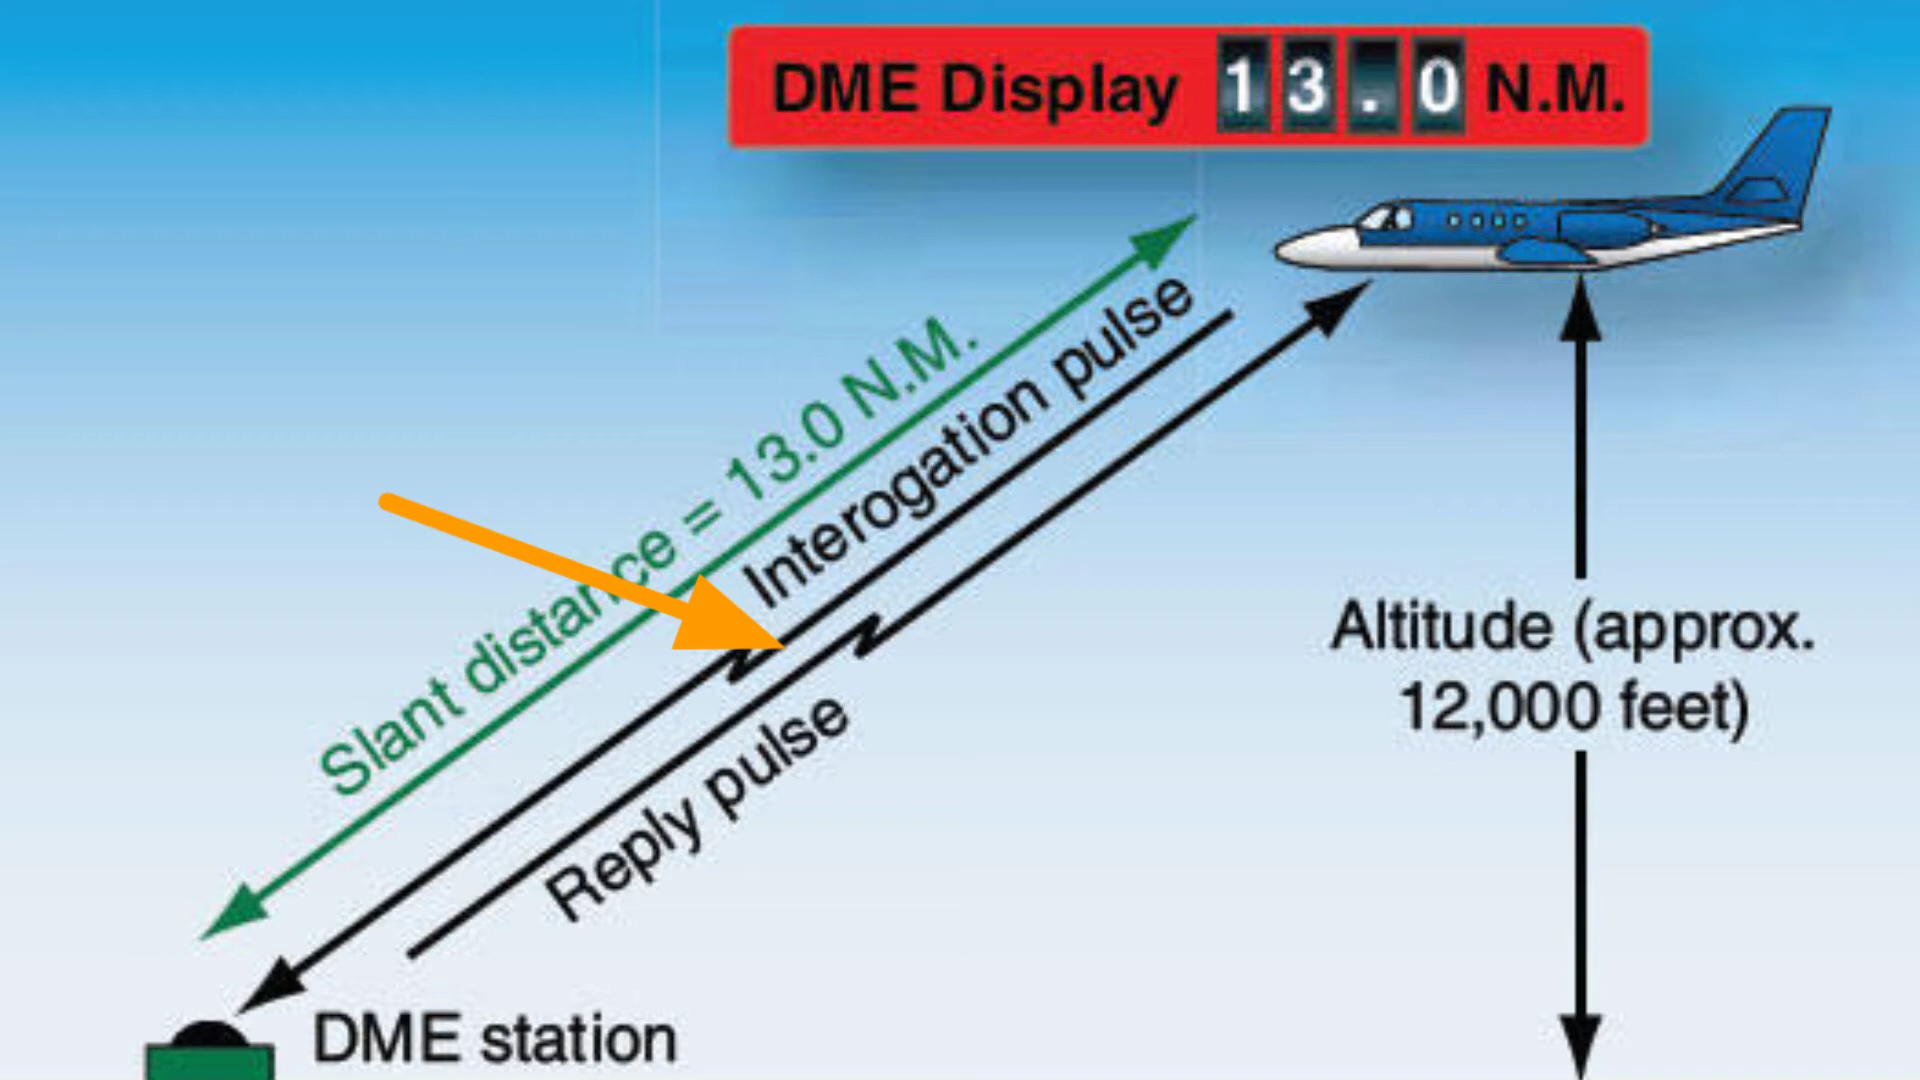 DME Display 13.0 N.M.
Slant distance = 13.0 N.M.
Interogation pulse
Reply pulse
Altitude (approx.
12,000 feet)
DME station